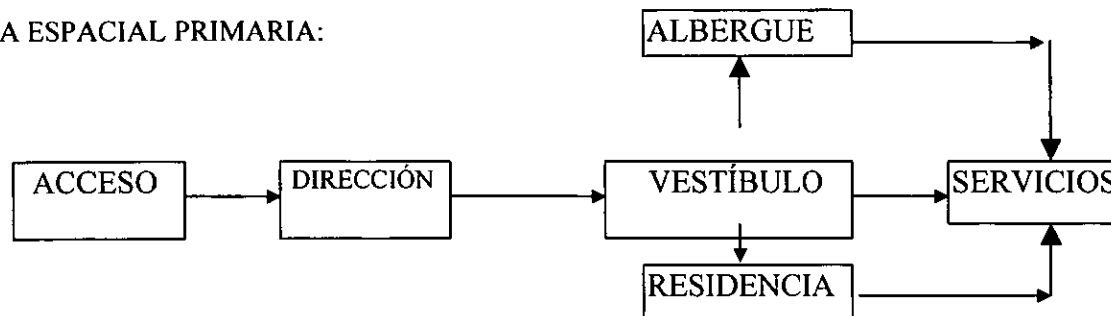 A ESPACIAL PRIMARIA:
ALBERGUE
ACCESO
DIRECCIÓN
VESTÍBULO
SERVICIOS
RESIDENCIA